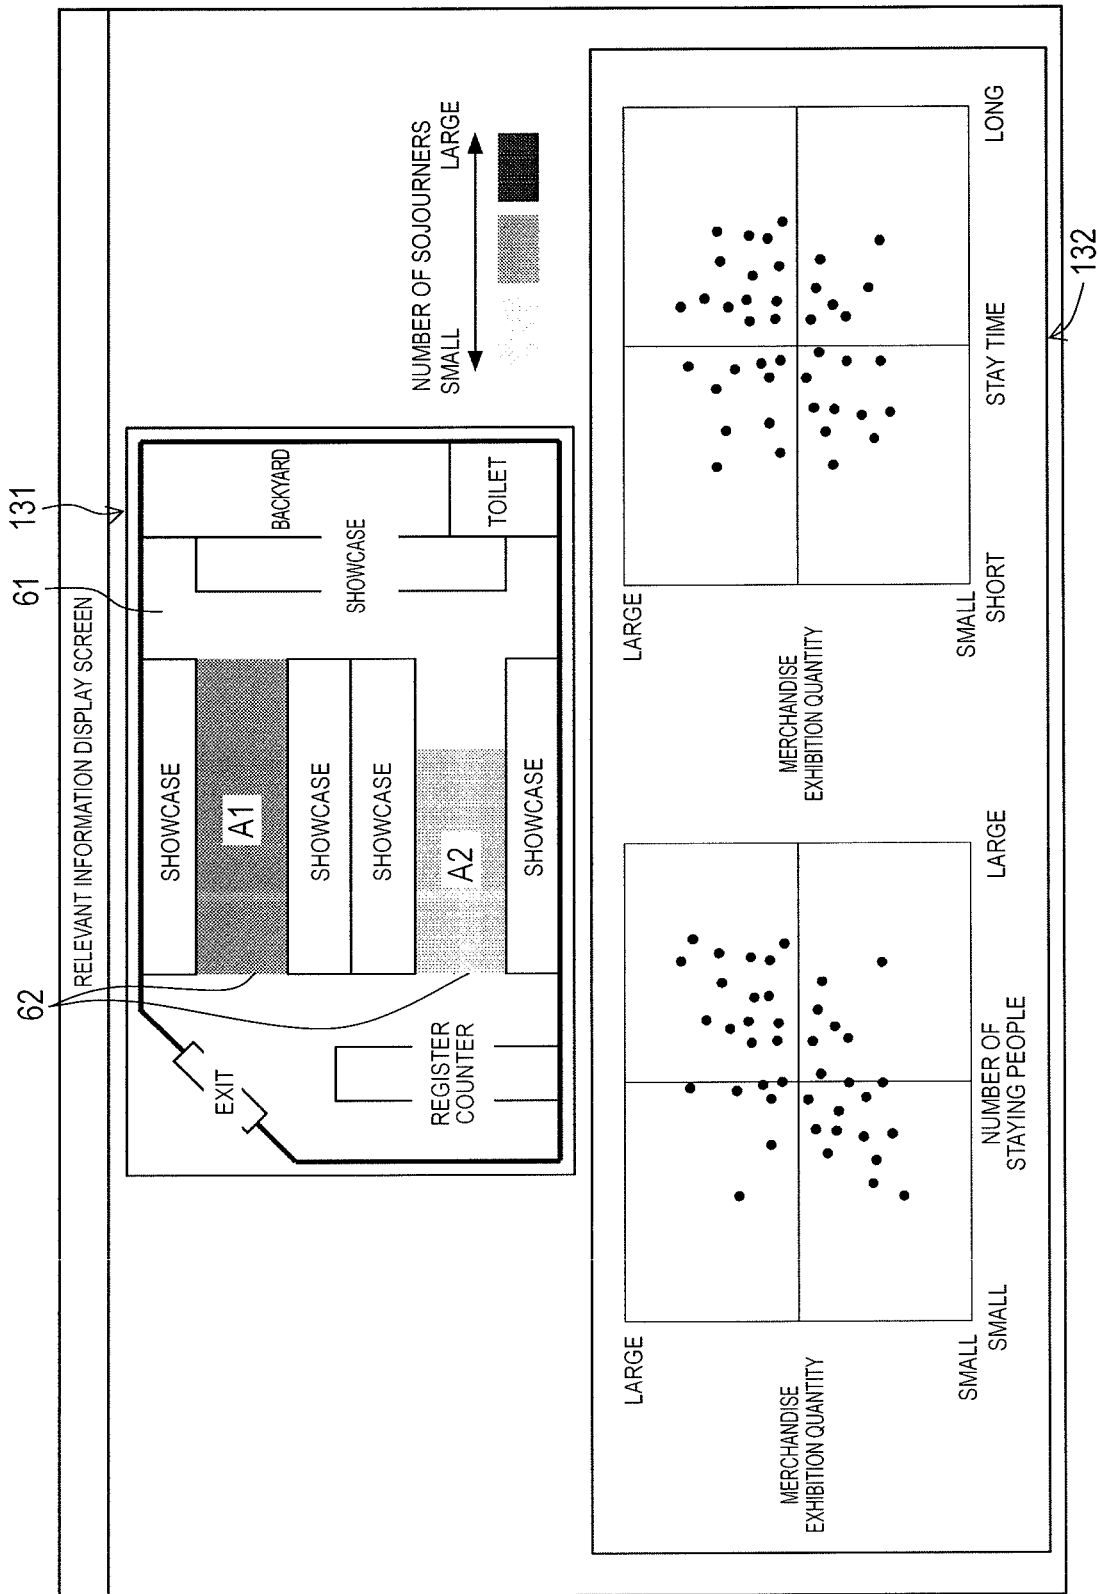 RELEVANT INFORMATION DISPLAY SCREEN
131
61
62
EXIT
REGISTER
COUNTER
SHOWCASE
A1
SHOWCASE
SHOWCASE
A2
SHOWCASE
SHOWCASE
BACKYARD
TOILET
NUMBER OF SOJOURNERS
SMALL
LARGE
LARGE
MERCHANDISE
EXHIBITION QUANTITY
SMALL
SMALL
NUMBER OF
STAYING PEOPLE
LARGE
LARGE
MERCHANDISE
EXHIBITION QUANTITY
SMALL
SHORT
STAY TIME
LONG
132